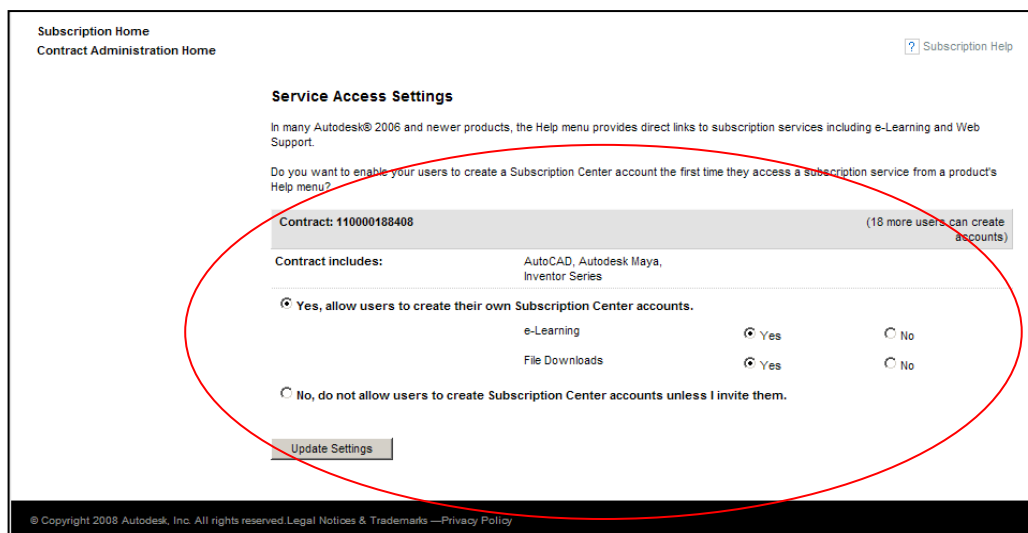 Subscription Home
Contract Administration Home
? Subscription Help
Service Access Settings
In many Autodesk® 2006 and newer products, the Help menu provides direct links to subscription services including e-Learning and Web
Support.
Do you want to enable your users to create a Subscription Center account the first time they access a subscription service from a product's
Help menu?
Contract: 110000188408 (18 more users can create
accounts)
Contract includes: AutoCAD, Autodesk Maya,
Inventor Series
Yes, allow users to create their own Subscription Center accounts.
e-Learning Yes No
File Downloads Yes No
No, do not allow users to create Subscription Center accounts unless I invite them.
Update Settings
© Copyright 2008 Autodesk, Inc. All rights reserved.Legal Notices & Trademarks —Privacy Policy